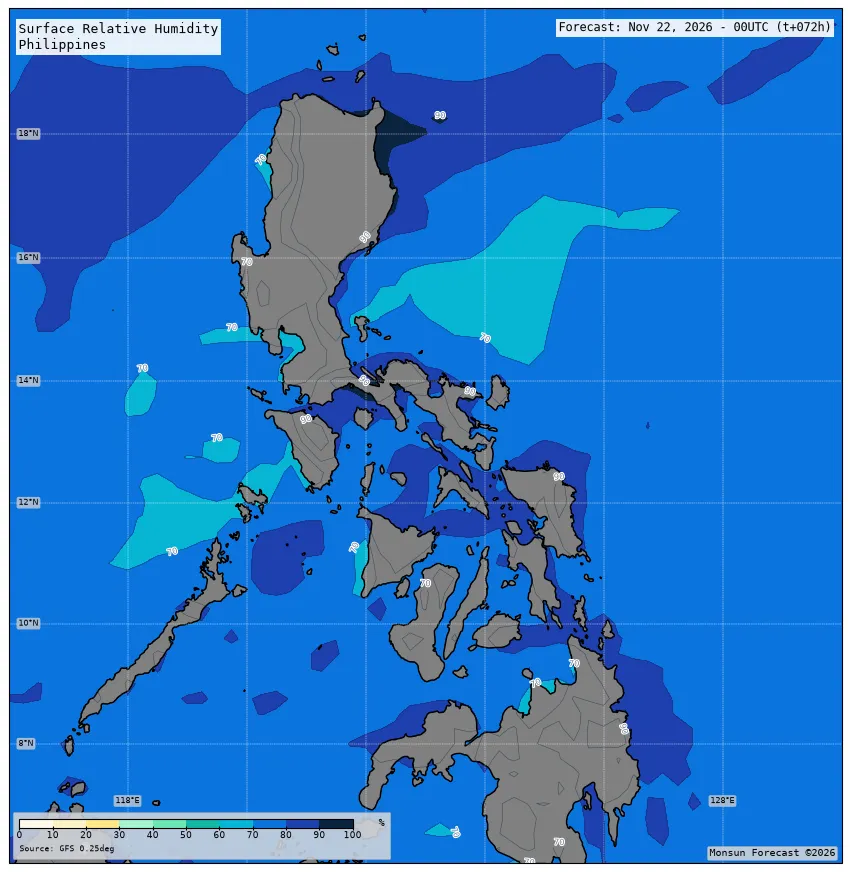 Surface Relative Humidity
Philippines
Forecast: Nov 22, 2026 - 00UTC (t+072h)
90
18°N
70
90
16°N
70
70
70
70
14°N
90
90
90
70
90
12°N
70
70
70
10°N
70
70
90
8°N
118°E
128°E
%
0 10 20 30 40 50 60 70 80 90 100
Source: GFS 0.25deg
70
70
70
Monsun Forecast ©2026